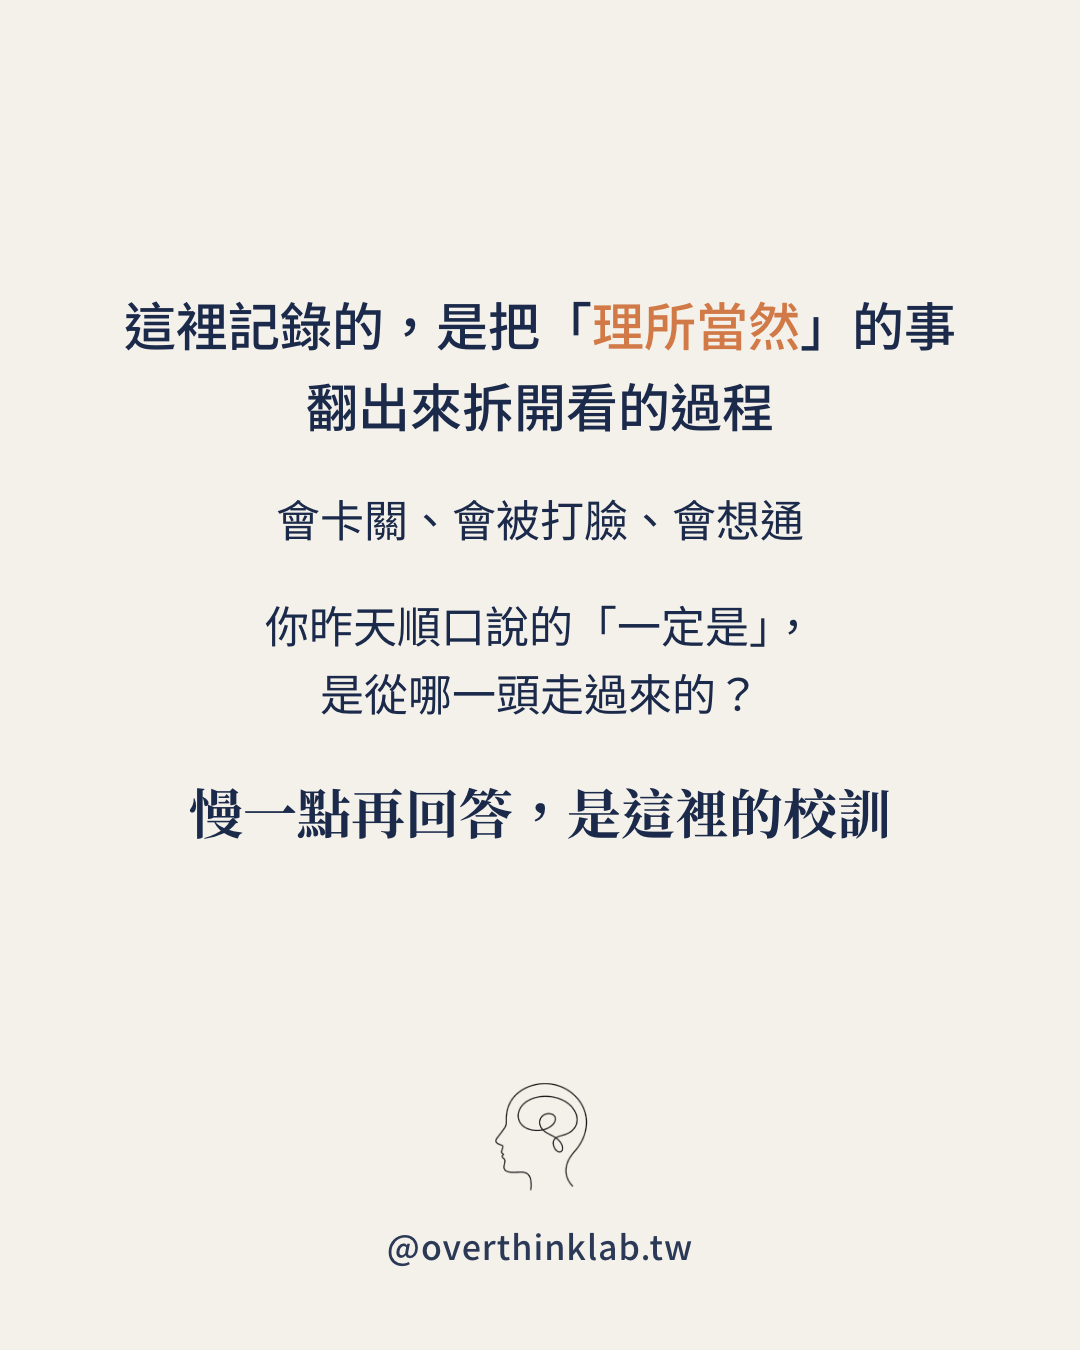 這裡記錄的，是把「理所當然」的事
翻出來拆開看的過程
會卡關、會被打臉、會想通
你昨天順口說的「一定是」，
是從哪一頭走過來的？
慢一點再回答，是這裡的校訓
@overthinklab.tw